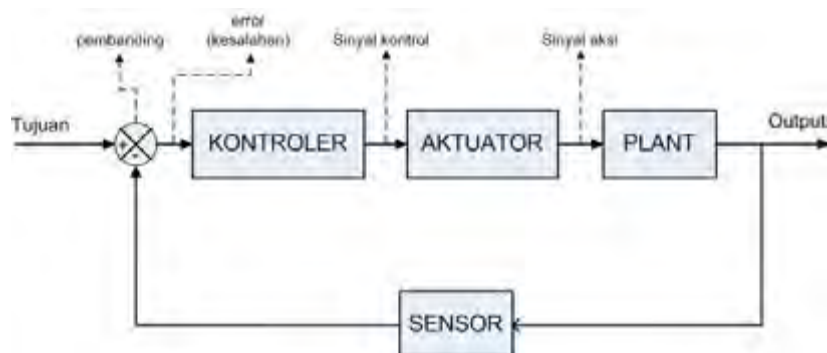 pembanding
error
(kesalahan)
Sinyal kontrol
Sinyal aksi
Tujuan
+
-
KONTROLER
AKTUATOR
PLANT
Output
SENSOR